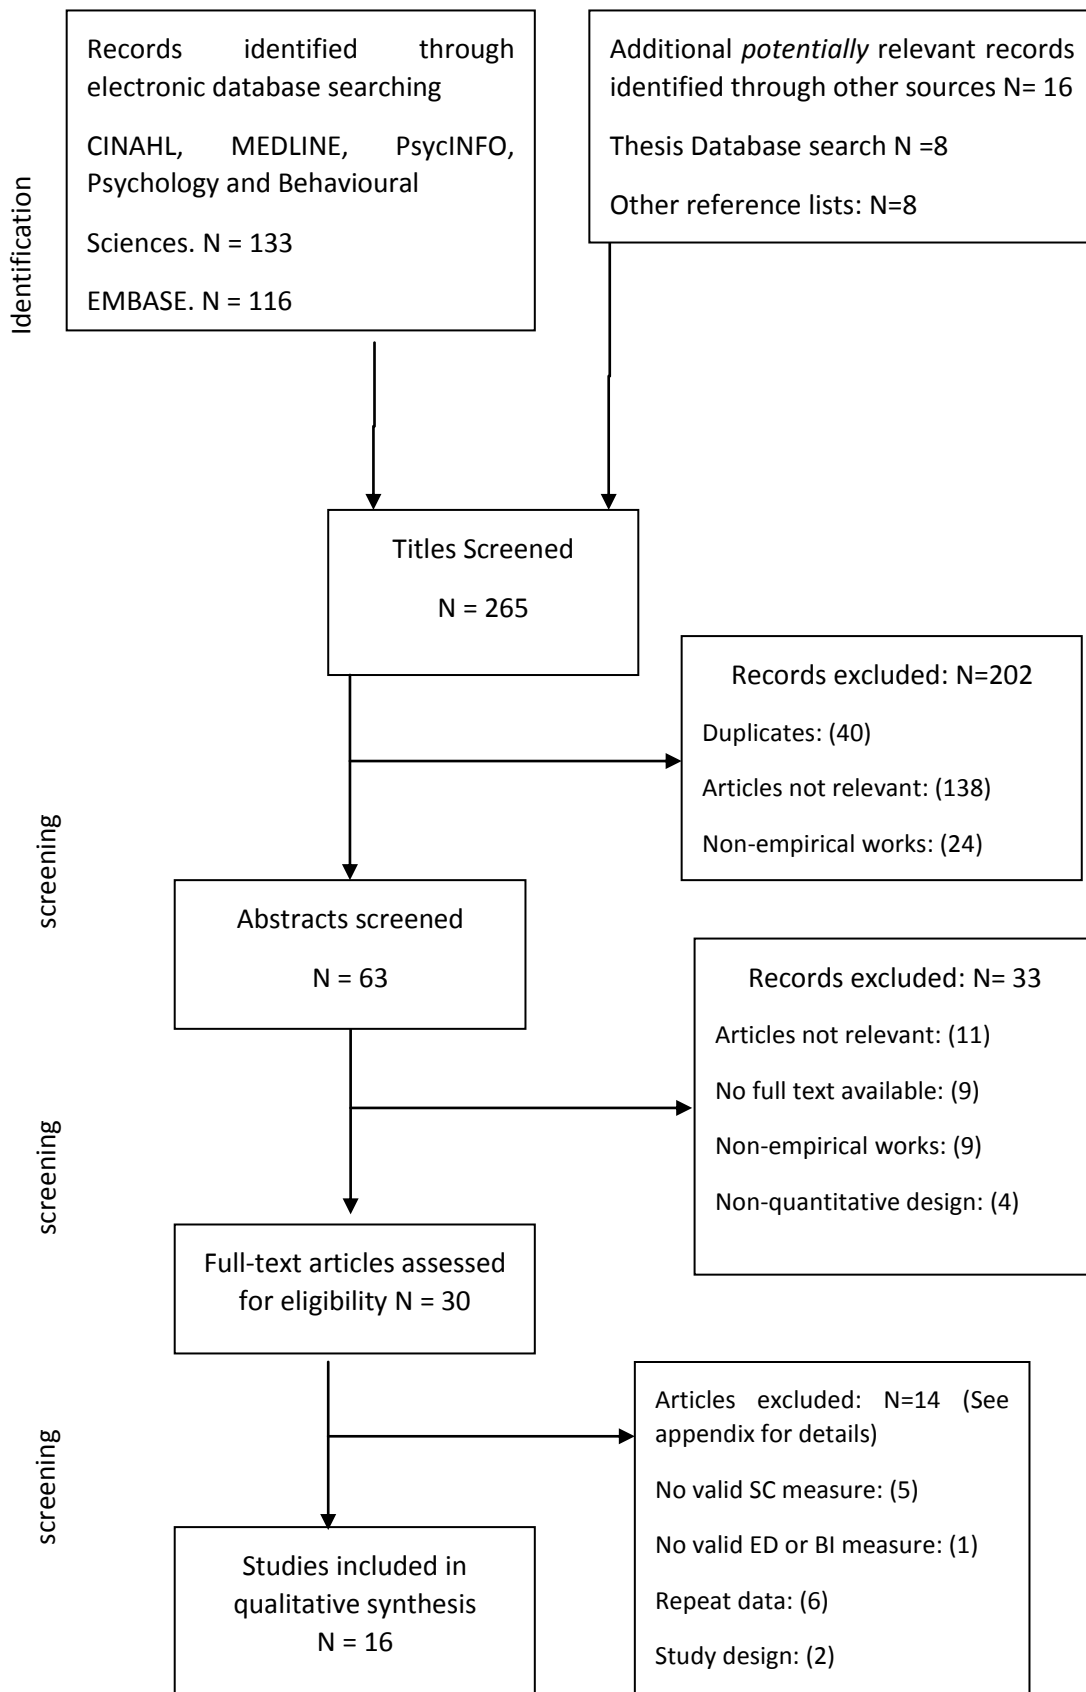 Records identified through
electronic database searching
CINAHL, MEDLINE, PsycINFO,
Psychology and Behavioural
Sciences. N = 133
EMBASE. N = 116
Additional potentially relevant records
identified through other sources N= 16
Thesis Database search N =8
Other reference lists: N=8
Identification
Titles Screened
N = 265
Records excluded: N=202
Duplicates: (40)
Articles not relevant: (138)
Non-empirical works: (24)
screening
Abstracts screened
N = 63
Records excluded: N= 33
Articles not relevant: (11)
No full text available: (9)
Non-empirical works: (9)
Non-quantitative design: (4)
screening
Full-text articles assessed
for eligibility N = 30
Articles excluded: N=14 (See
appendix for details)
No valid SC measure: (5)
No valid ED or BI measure: (1)
Repeat data: (6)
Study design: (2)
screening
Studies included in
qualitative synthesis
N = 16